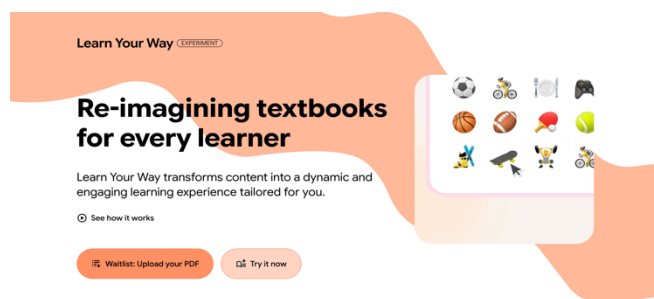 Learn Your Way EXPERIMENT
Re-imagining textbooks
for every learner
Learn Your Way transforms content into a dynamic and
engaging learning experience tailored for you.
See how it works
Waitlist: Upload your PDF
Try it now